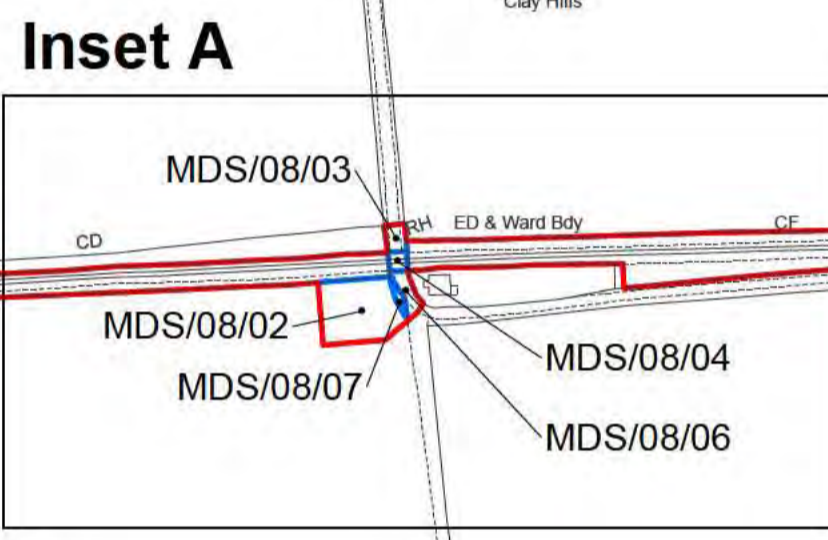 Clay Hills
Inset A
MDS/08/03
RH
ED & Ward Bdy
CF
CD
MDS/08/02
MDS/08/04
MDS/08/07
MDS/08/06